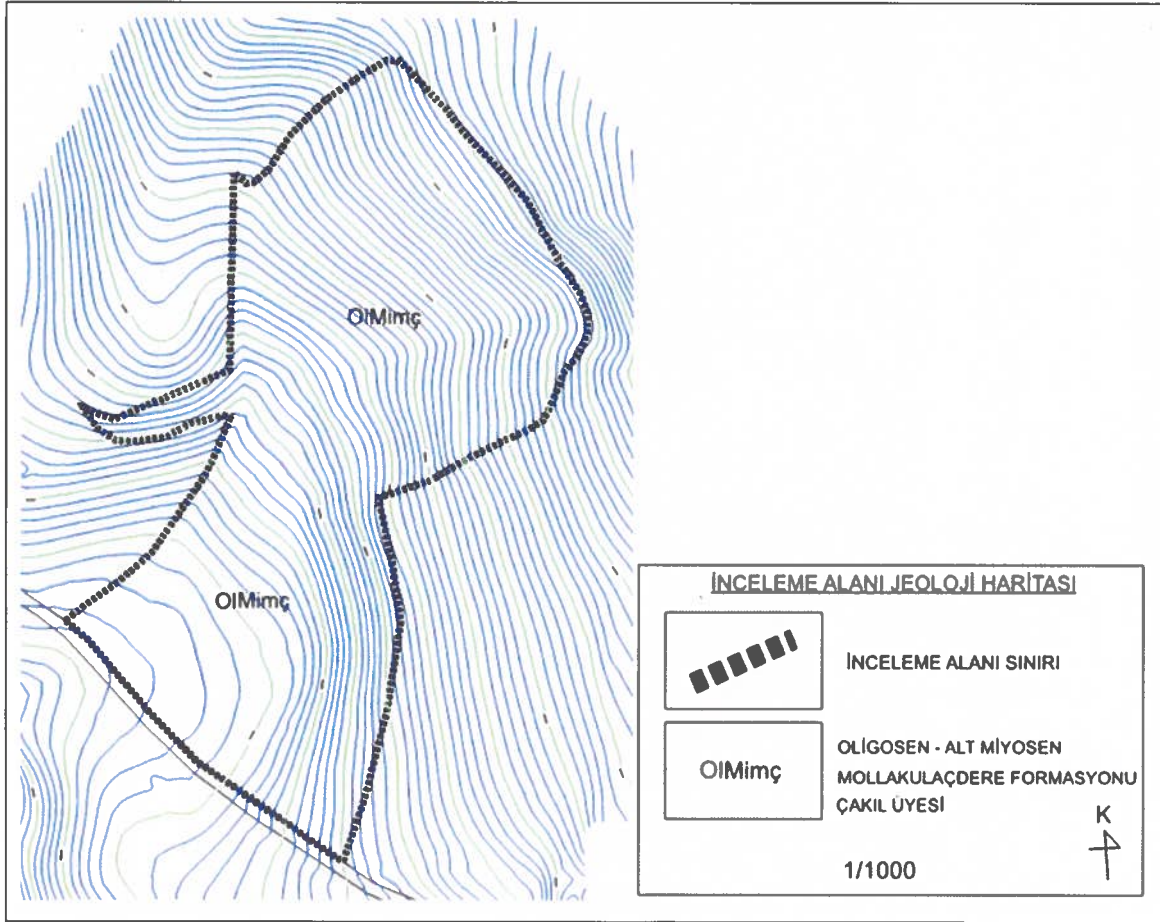 OlMimç
OlMimç
İNCELEME ALANI JEOLOJİ HARİTASI
İNCELEME ALANI SINIRI
OlMimç
OLİGOSEN - ALT MİYOSEN
MOLLAKULAÇDERE FORMASYONU
ÇAKIL ÜYESİ
K
1/1000